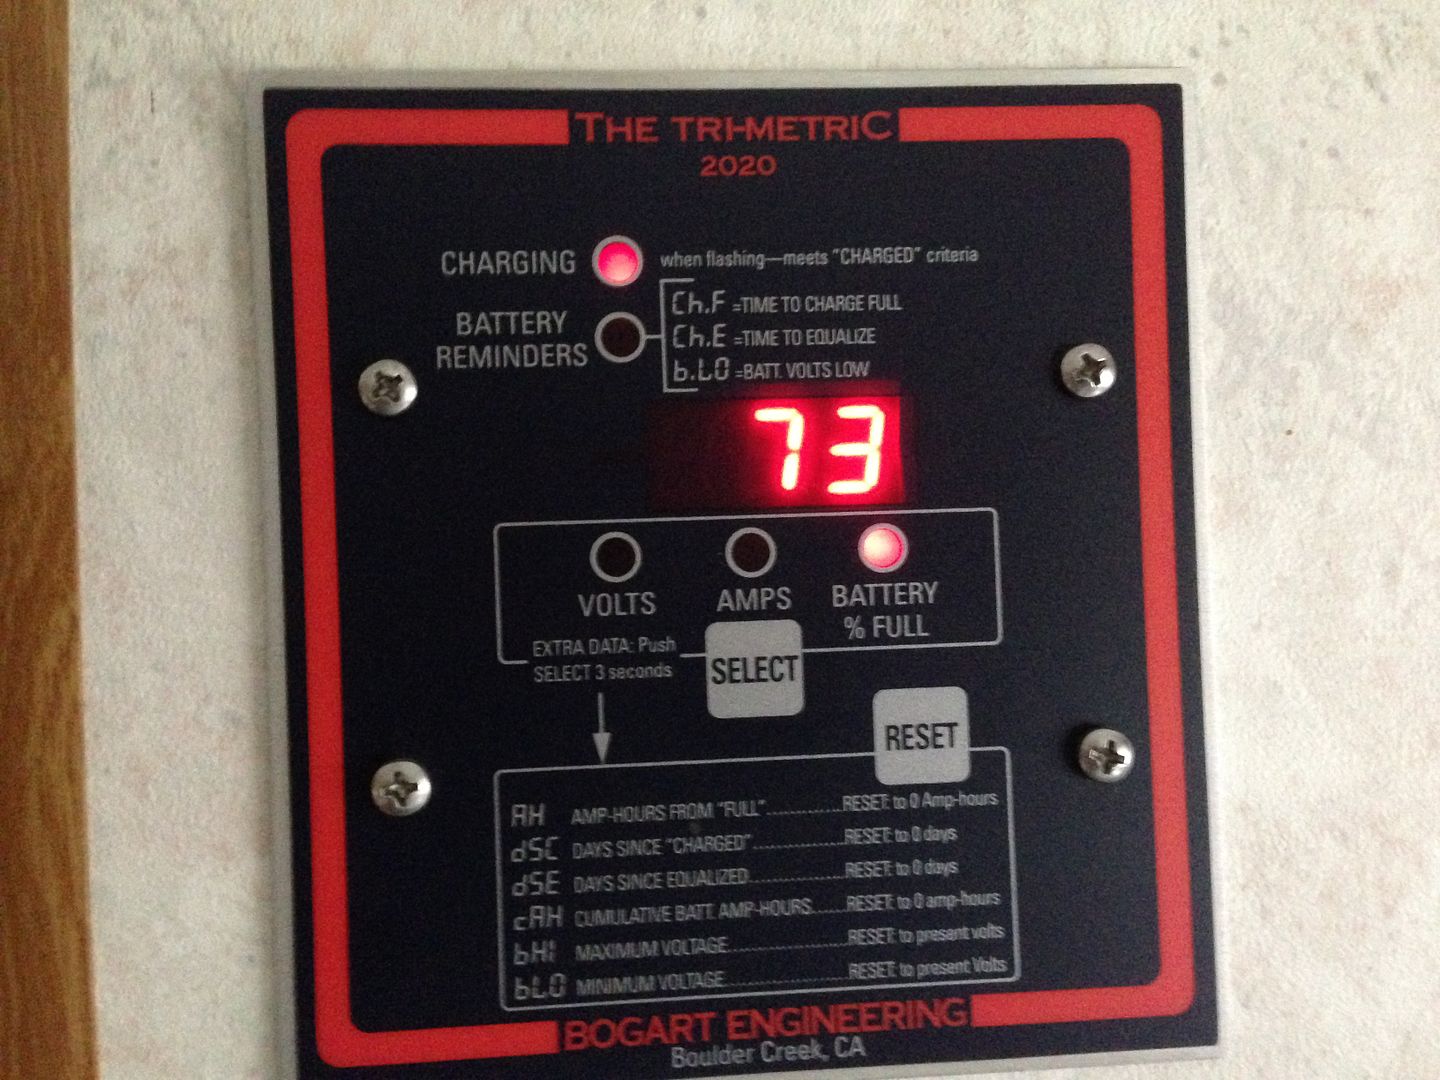 THE TRI-METRIC
2020
CHARGING when flashing—meets "CHARGED" criteria
BATTERY REMINDERS
Ch.F =TIME TO CHARGE FULL
Ch.E =TIME TO EQUALIZE
b.LO =BATT. VOLTS LOW
73
VOLTS AMPS BATTERY % FULL
EXTRA DATA: Push
SELECT 3 seconds
SELECT
RESET
AH AMP-HOURS FROM "FULL"..............RESET: to 0 Amp-hours
dSC DAYS SINCE "CHARGED"..................RESET: to 0 days
dSE DAYS SINCE EQUALIZED..................RESET: to 0 days
cAH CUMULATIVE BATT. AMP-HOURS......RESET: to 0 amp-hours
bHI MAXIMUM VOLTAGE......................RESET: to present volts
bLO MINIMUM VOLTAGE.......................RESET: to present Volts
BOGART ENGINEERING
Boulder Creek, CA